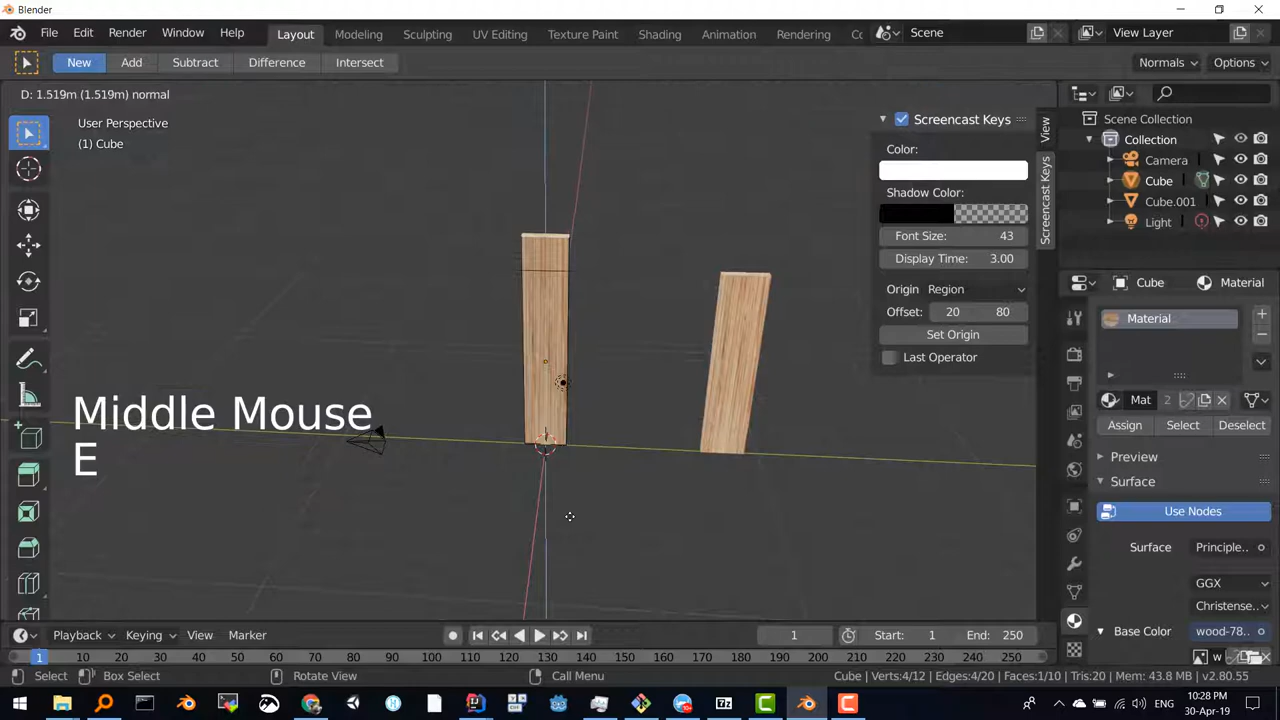 Blender
File Edit Render Window Help Layout Modeling Sculpting UV Editing Texture Paint Shading Animation Rendering Co Scene View Layer
New Add Subtract Difference Intersect Normals Options
D: 1.519m (1.519m) normal
User Perspective
(1) Cube
Screencast Keys
Color:
Shadow Color:
Font Size: 43
Display Time: 3.00
Origin Region
Offset: 20 80
Set Origin
Last Operator
View
Screencast Keys
Scene Collection
Collection
Camera
Cube
Cube.001
Light
Cube Material
Material
Mat 2
Assign Select Deselect
Preview
Surface
Use Nodes
Surface Principle..
GGX
Christense..
Base Color wood-78..
w
Middle Mouse
E
Playback Keying View Marker 1 Start: 1 End: 250
1 10 20 30 40 50 60 70 80 90 100 110 120 130 140 150 160 170 180 190 200 210 220 230 240 250
Select Box Select Rotate View Call Menu Cube | Verts:4/12 | Edges:4/20 | Faces:1/10 | Tris:20 | Mem: 43.8 MB | v2.80.55
ENG
10:28 PM
30-Apr-19